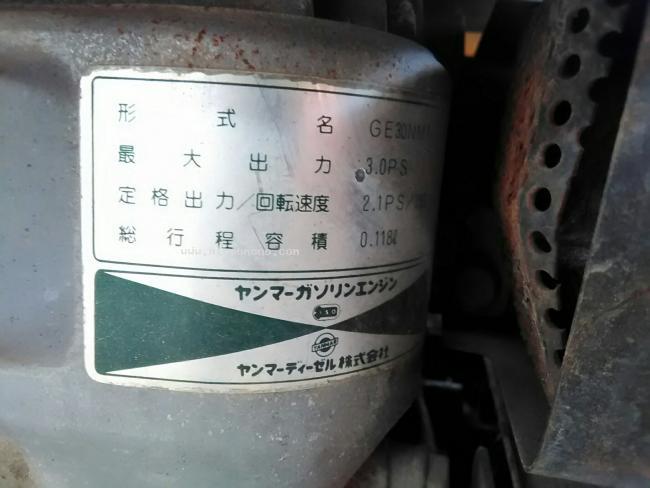 形式名 GE30NM
最大出力 3.0PS
定格出力/回転速度 2.1PS/
総行程容積 0.118ℓ
ヤンマーガソリンエンジン
YANMAR
ヤンマーディーゼル株式会社